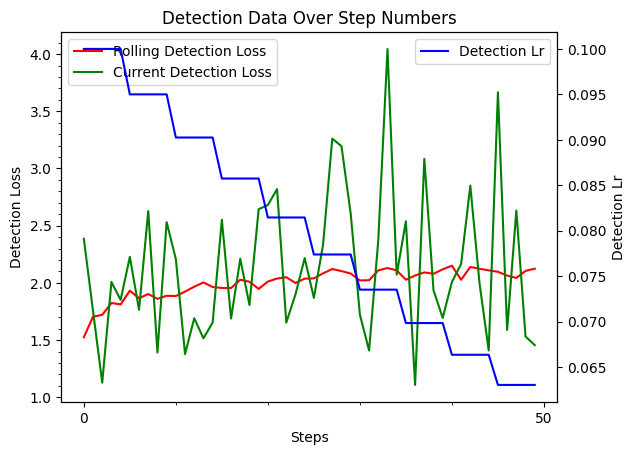 Detection Data Over Step Numbers
Rolling Detection Loss
Current Detection Loss
Detection Lr
4.0
3.5
3.0
2.5
2.0
1.5
1.0
Detection Loss
0.100
0.095
0.090
0.085
0.080
0.075
0.070
0.065
Detection Lr
0
50
Steps